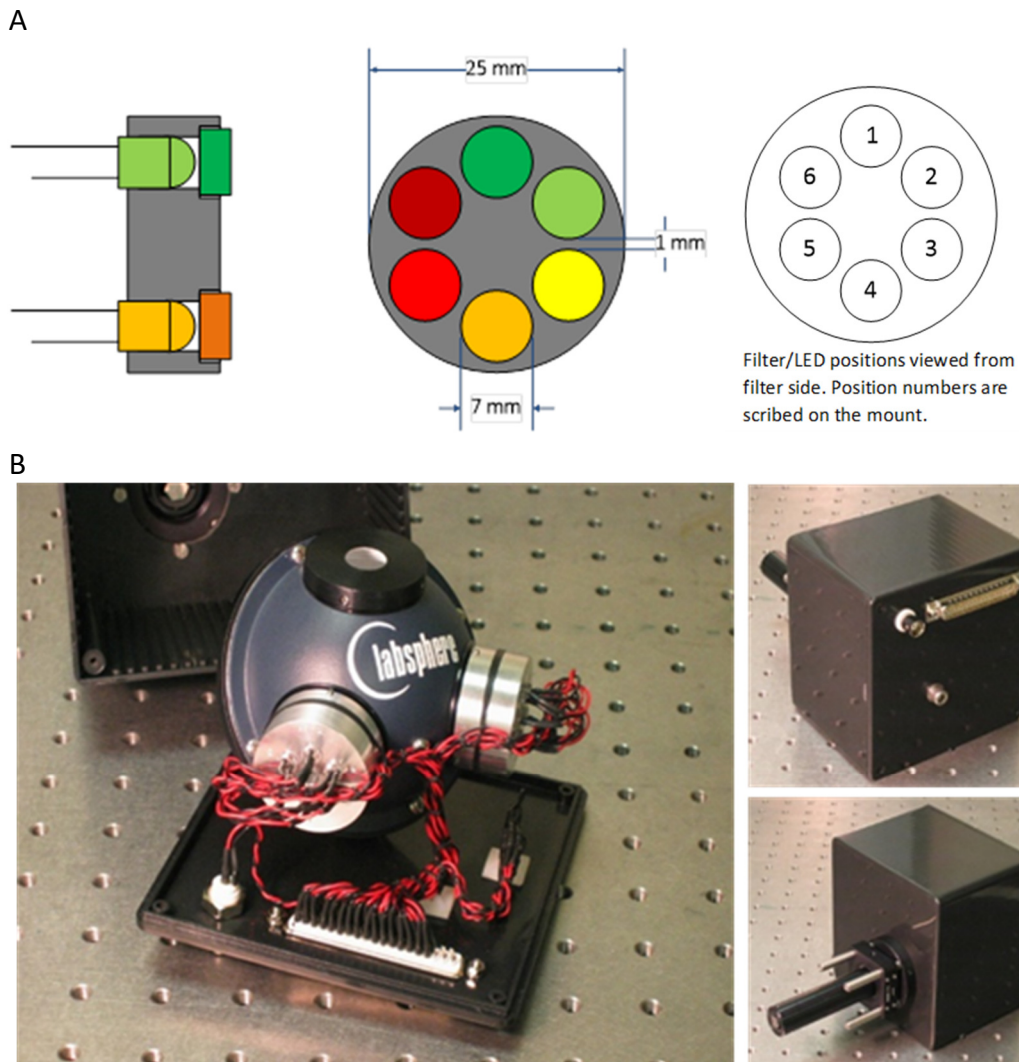 A
25 mm
1 mm
7 mm
1
2
3
4
5
6
Filter/LED positions viewed from
filter side. Position numbers are
scribed on the mount.
B
labsphere